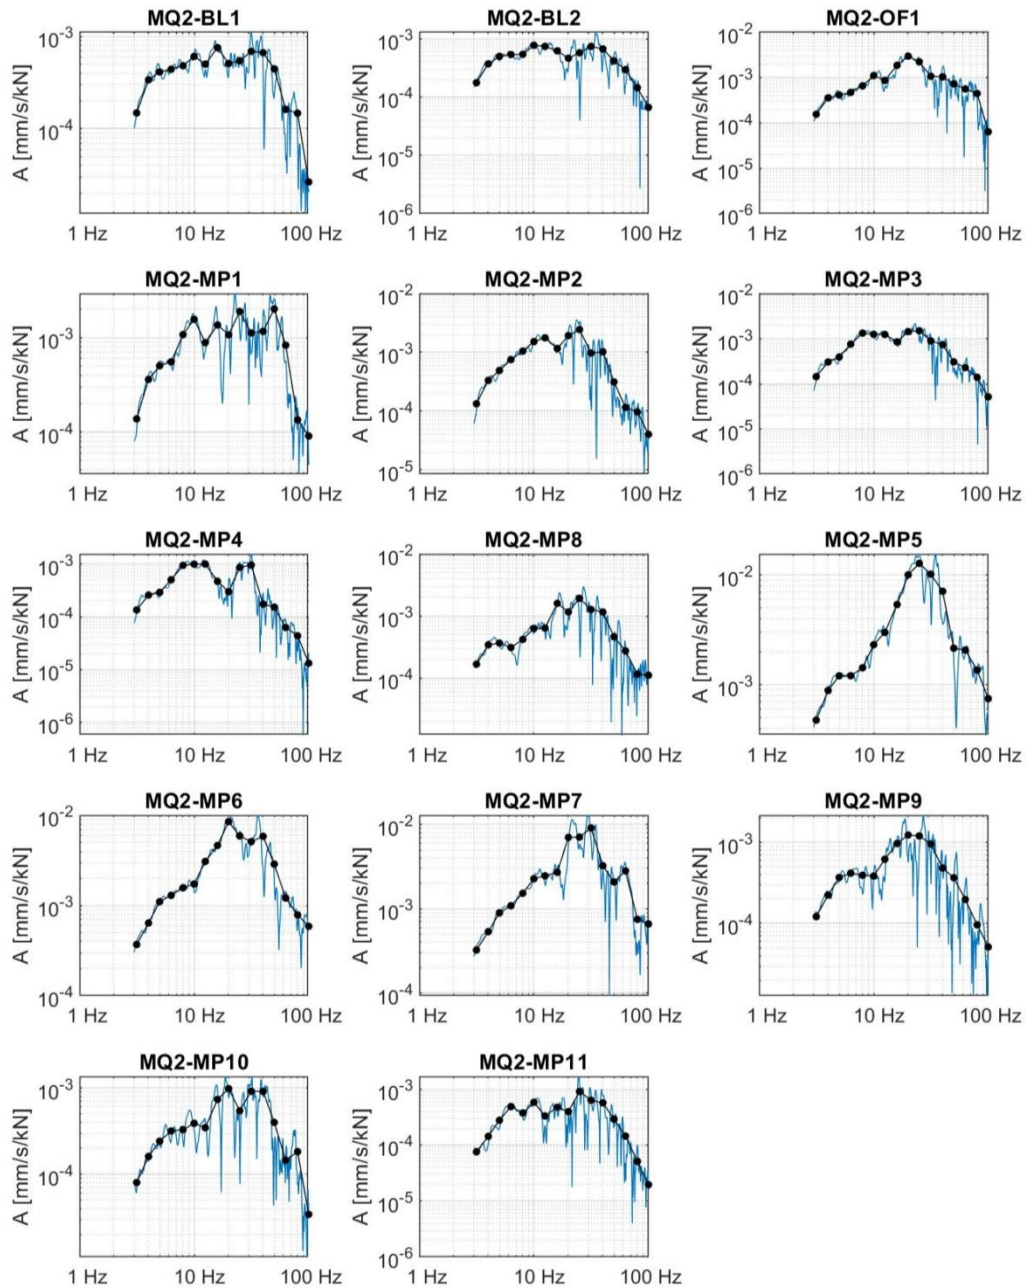 MQ2-BL1 MQ2-BL2 MQ2-OF1
A [mm/s/kN] 10^-3 10^-4
A [mm/s/kN] 10^-3 10^-4 10^-5 10^-6
A [mm/s/kN] 10^-2 10^-3 10^-4 10^-5 10^-6
1 Hz 10 Hz 100 Hz 1 Hz 10 Hz 100 Hz 1 Hz 10 Hz 100 Hz
MQ2-MP1 MQ2-MP2 MQ2-MP3
A [mm/s/kN] 10^-3 10^-4
A [mm/s/kN] 10^-2 10^-3 10^-4 10^-5
A [mm/s/kN] 10^-2 10^-3 10^-4 10^-5 10^-6
1 Hz 10 Hz 100 Hz 1 Hz 10 Hz 100 Hz 1 Hz 10 Hz 100 Hz
MQ2-MP4 MQ2-MP8 MQ2-MP5
A [mm/s/kN] 10^-3 10^-4 10^-5 10^-6
A [mm/s/kN] 10^-2 10^-3 10^-4
A [mm/s/kN] 10^-2 10^-3
1 Hz 10 Hz 100 Hz 1 Hz 10 Hz 100 Hz 1 Hz 10 Hz 100 Hz
MQ2-MP6 MQ2-MP7 MQ2-MP9
A [mm/s/kN] 10^-2 10^-3 10^-4
A [mm/s/kN] 10^-2 10^-3 10^-4
A [mm/s/kN] 10^-3 10^-4
1 Hz 10 Hz 100 Hz 1 Hz 10 Hz 100 Hz 1 Hz 10 Hz 100 Hz
MQ2-MP10 MQ2-MP11
A [mm/s/kN] 10^-3 10^-4
A [mm/s/kN] 10^-3 10^-4 10^-5 10^-6
1 Hz 10 Hz 100 Hz 1 Hz 10 Hz 100 Hz